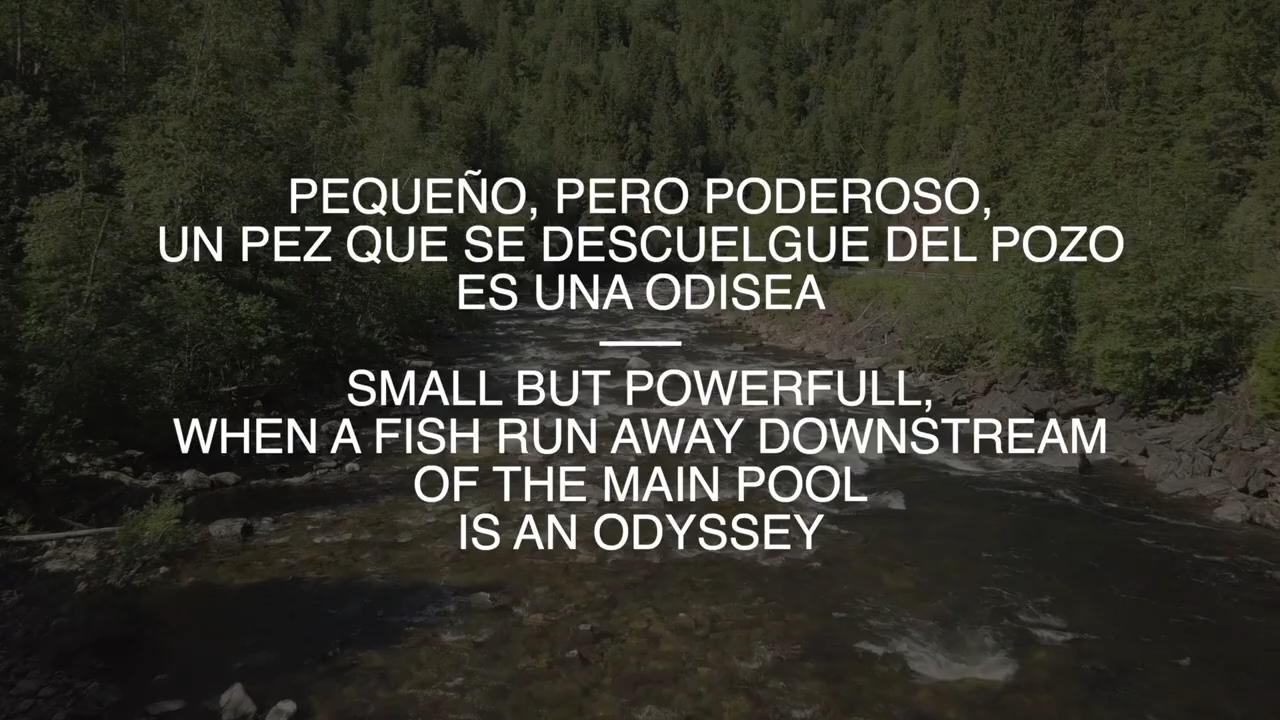 PEQUEÑO, PERO PODEROSO,
UN PEZ QUE SE DESCUELGUE DEL POZO
ES UNA ODISEA
SMALL BUT POWERFULL,
WHEN A FISH RUN AWAY DOWNSTREAM
OF THE MAIN POOL
IS AN ODYSSEY